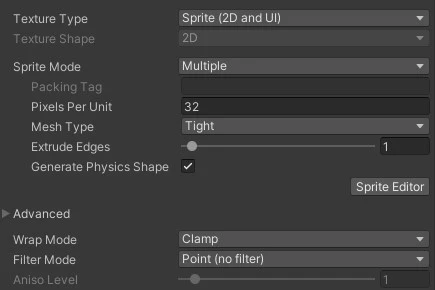 Texture Type Sprite (2D and UI)
Texture Shape 2D
Sprite Mode Multiple
Packing Tag
Pixels Per Unit 32
Mesh Type Tight
Extrude Edges 1
Generate Physics Shape
Sprite Editor
Advanced
Wrap Mode Clamp
Filter Mode Point (no filter)
Aniso Level 1